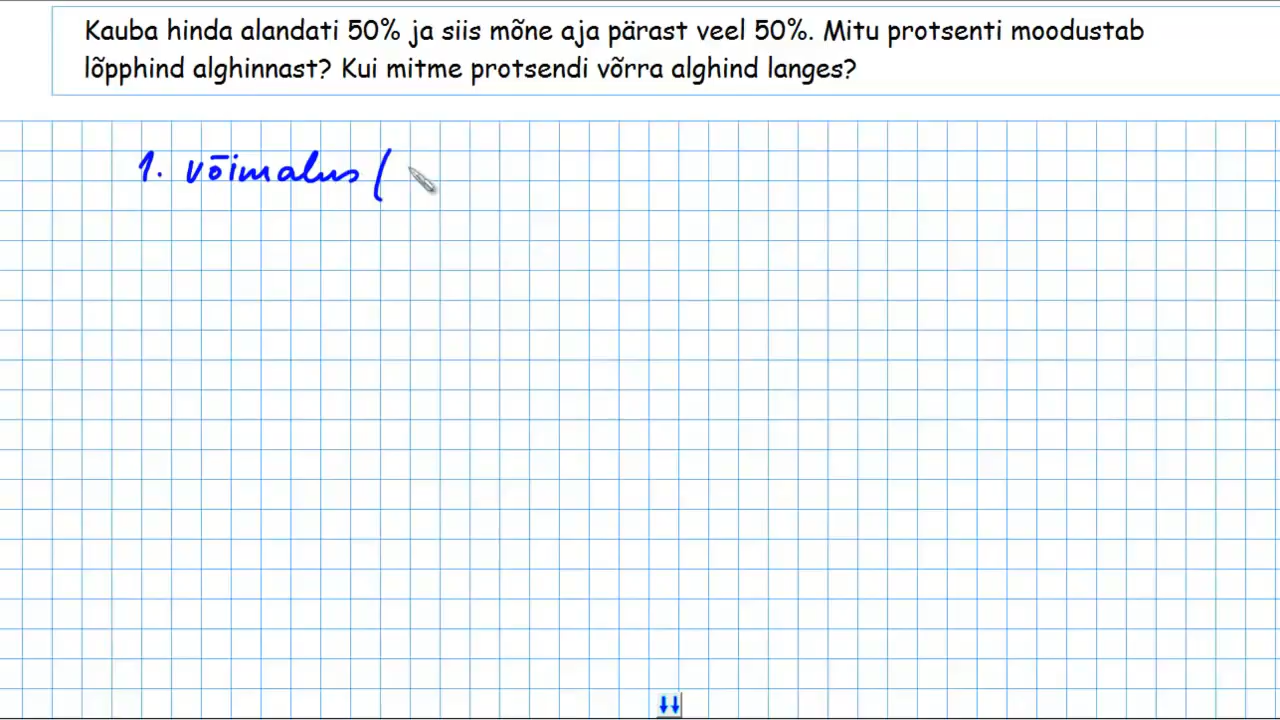 Kauba hinda alandati 50% ja siis mõne aja pärast veel 50%. Mitu protsenti moodustab
lõpphind alghinnast? Kui mitme protsendi võrra alghind langes?
1. võimalus (